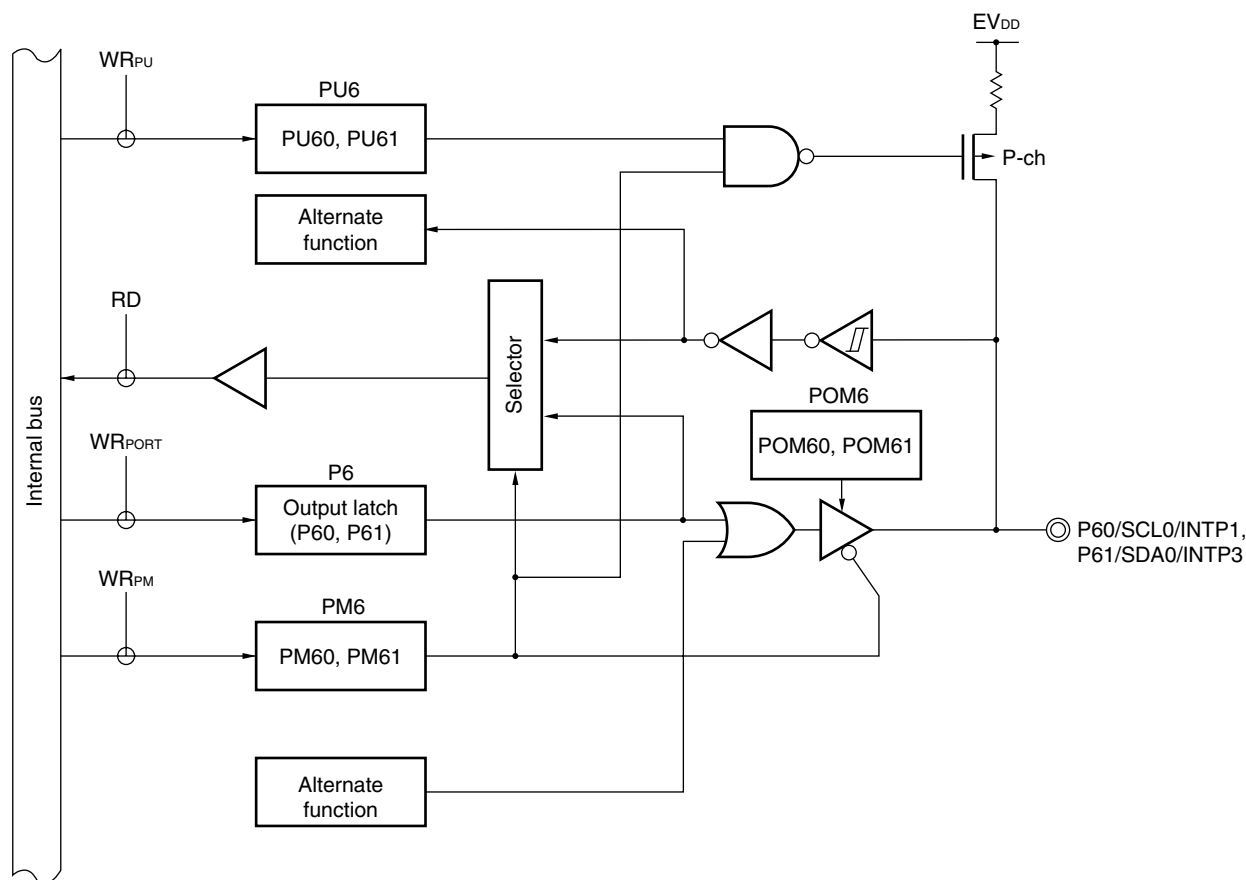 EVDD
WRPU
PU6
PU60, PU61
P-ch
Alternate
function
RD
Selector
Internal bus
POM6
POM60, POM61
WRPORT
P6
Output latch
(P60, P61)
P60/SCL0/INTP1,
P61/SDA0/INTP3
WRPM
PM6
PM60, PM61
Alternate
function